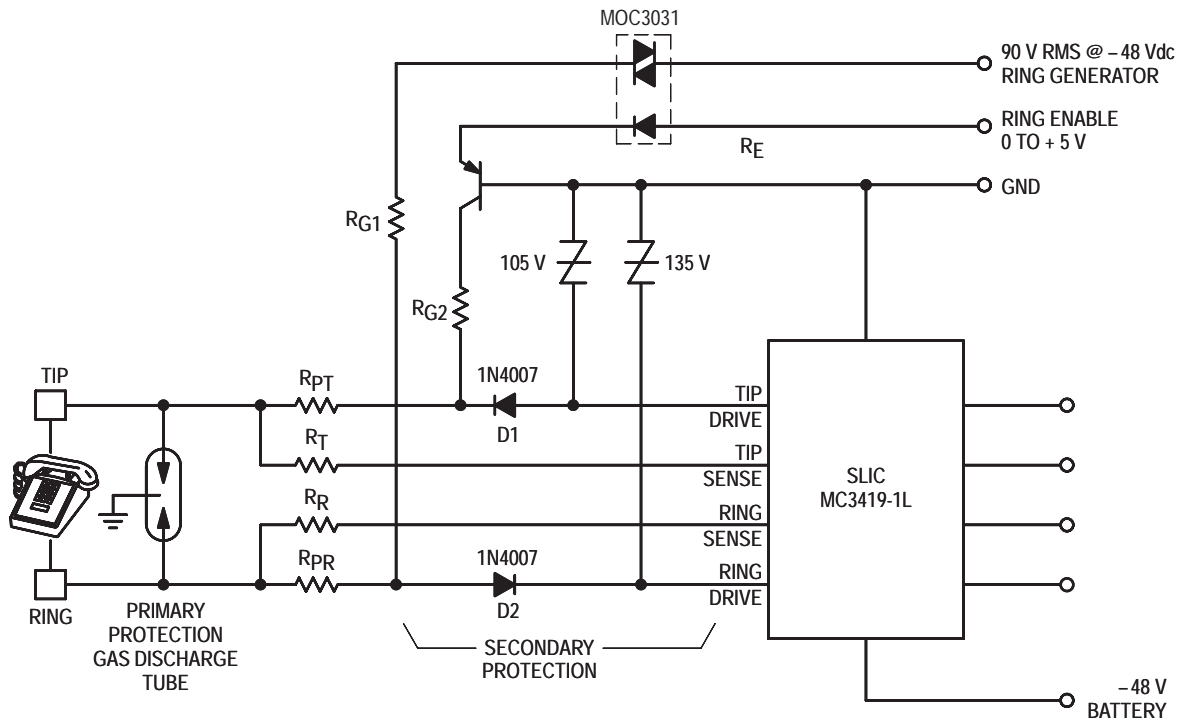 MOC3031
90 V RMS @ –48 Vdc
RING GENERATOR
RING ENABLE
0 TO + 5 V
RE
GND
RG1
105 V
135 V
RG2
TIP
RPT
1N4007
D1
TIP
DRIVE
RT
TIP
SENSE
SLIC
MC3419-1L
RR
RING
SENSE
RPR
1N4007
D2
RING
DRIVE
RING
PRIMARY
PROTECTION
GAS DISCHARGE
TUBE
SECONDARY
PROTECTION
–48 V
BATTERY